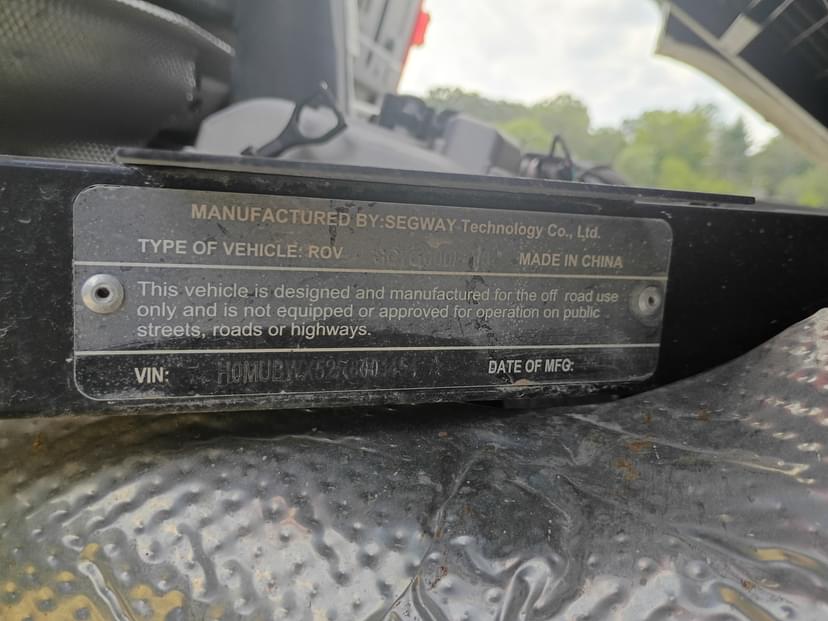 MANUFACTURED BY:SEGWAY Technology Co., Ltd.
TYPE OF VEHICLE: ROV MADE IN CHINA
This vehicle is designed and manufactured for the off road use
only and is not equipped or approved for operation on public
streets, roads or highways.
VIN: DATE OF MFG: